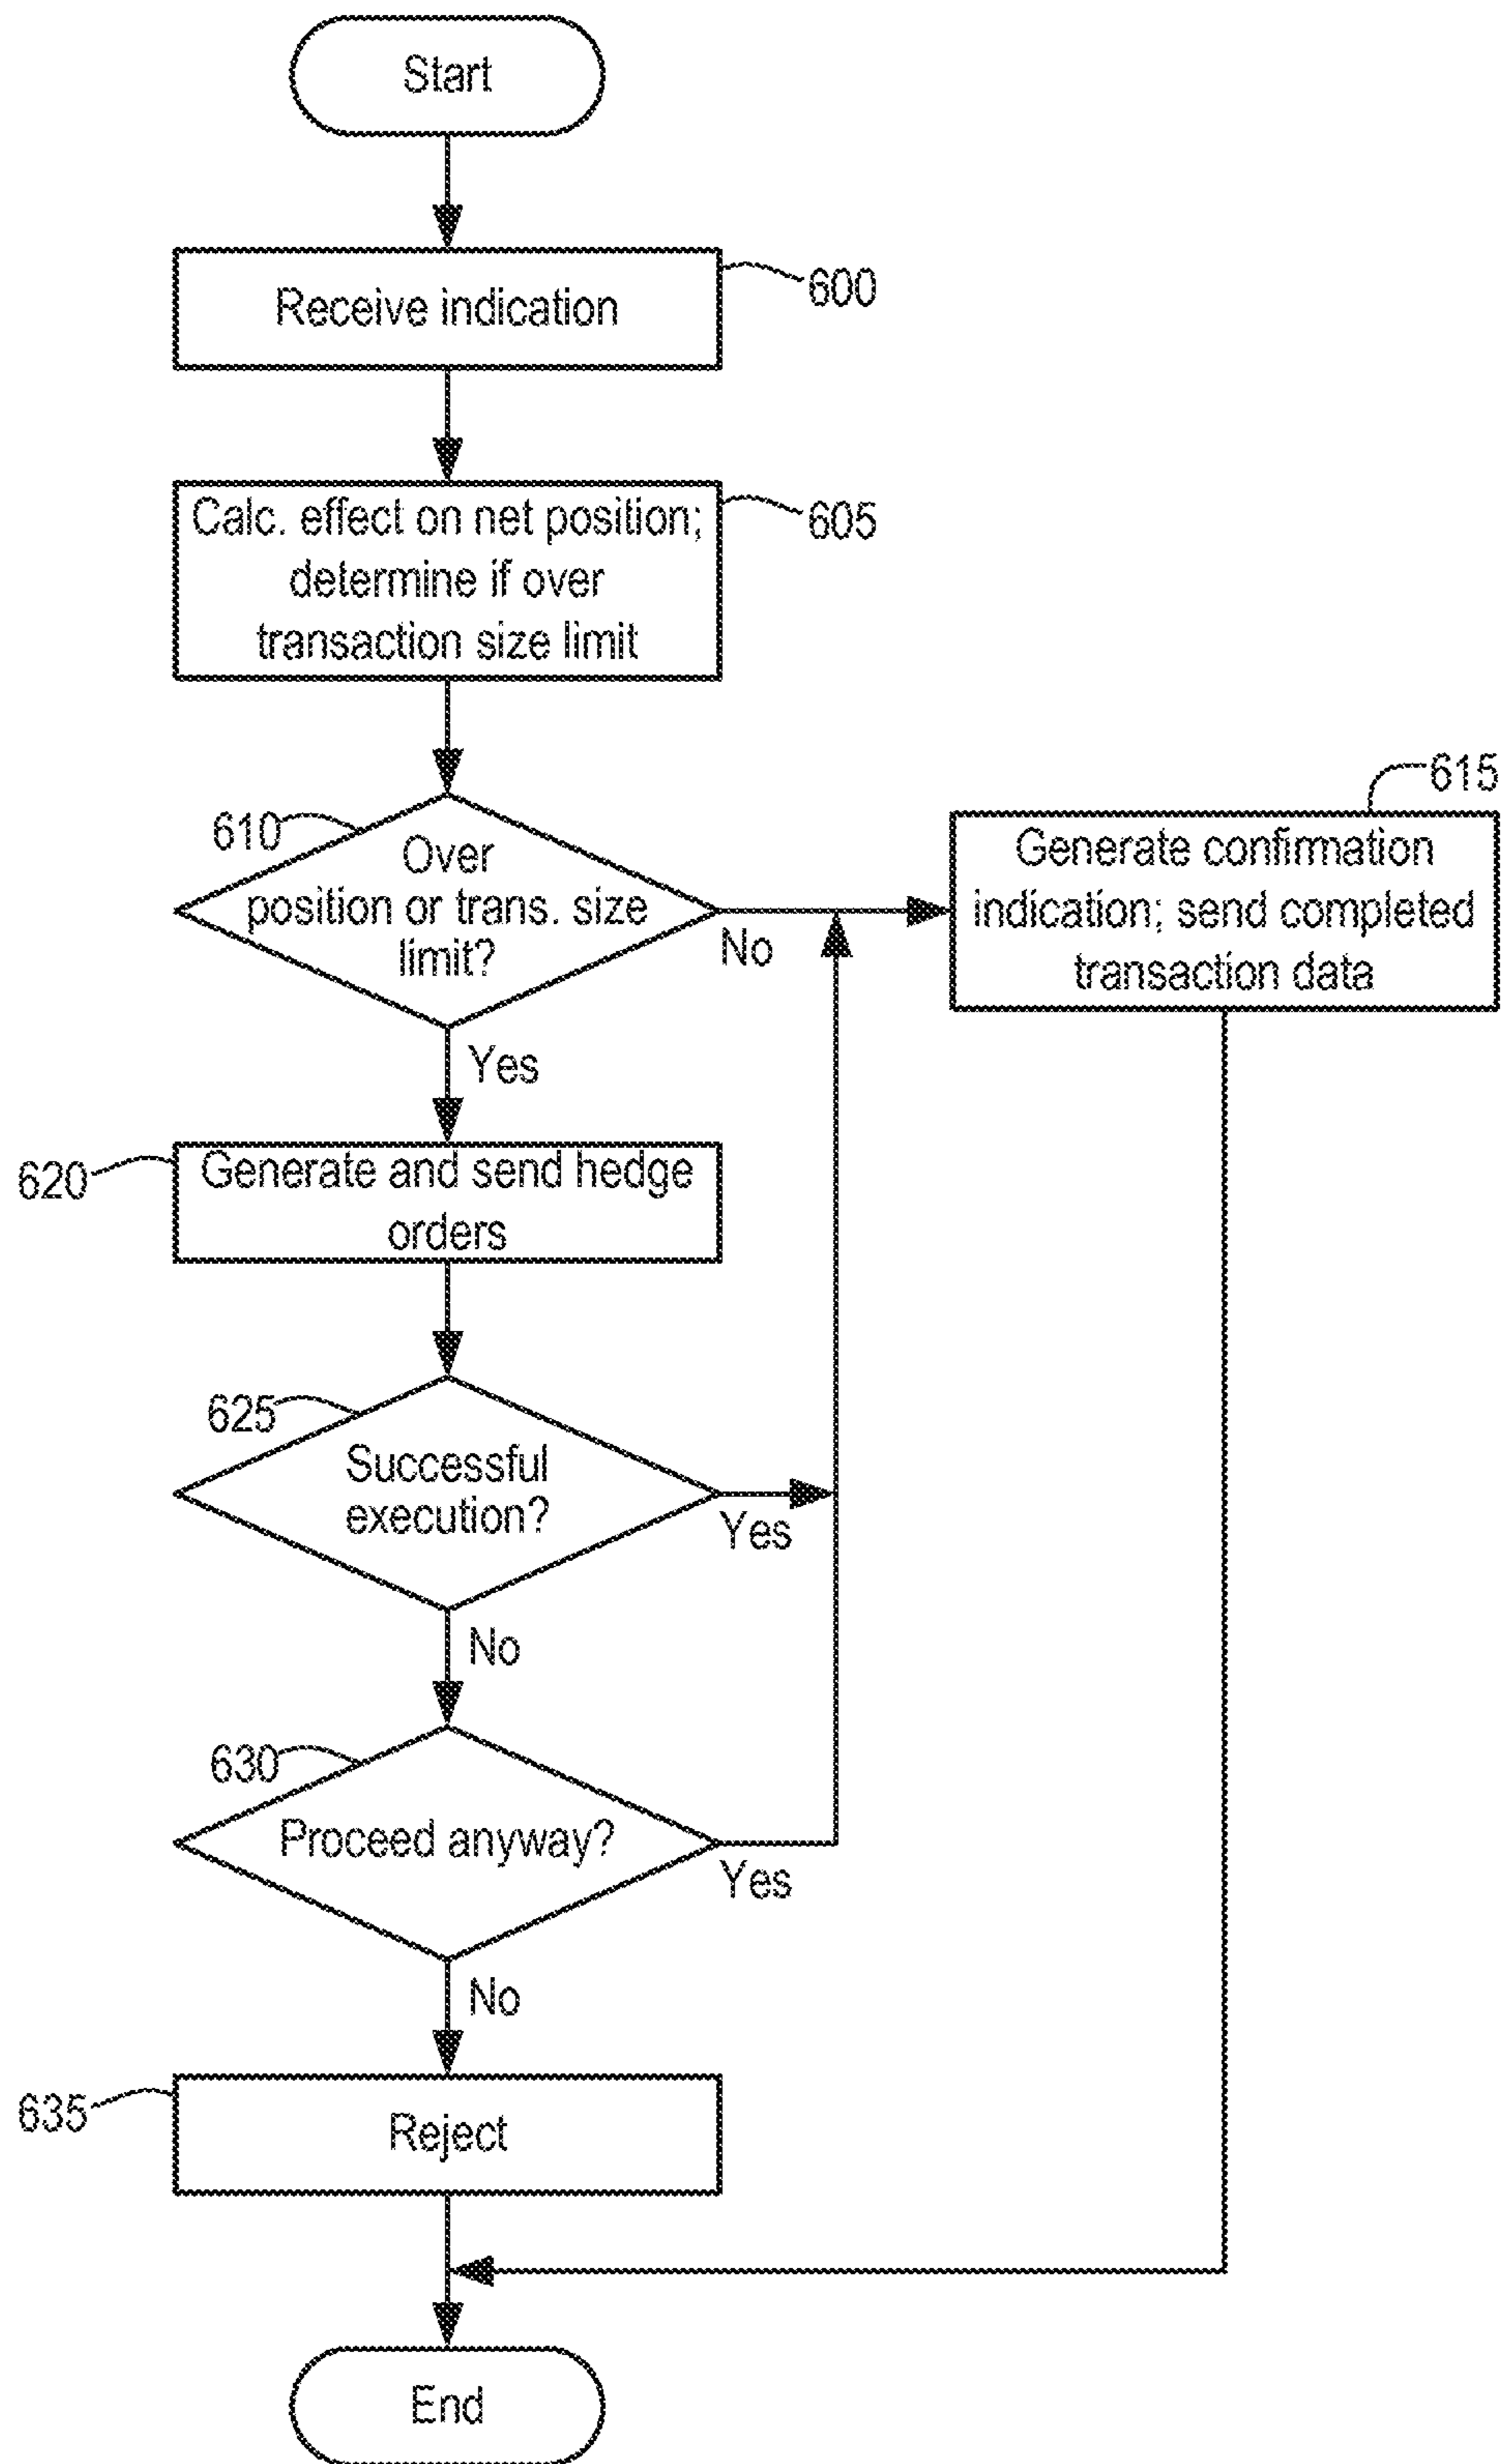 Start
Receive indication
600
Calc. effect on net position;
determine if over
transaction size limit
605
610
Over
position or trans. size
limit?
No
Yes
615
Generate confirmation
indication; send completed
transaction data
620
Generate and send hedge
orders
625
Successful
execution?
Yes
No
630
Proceed anyway?
Yes
No
635
Reject
End